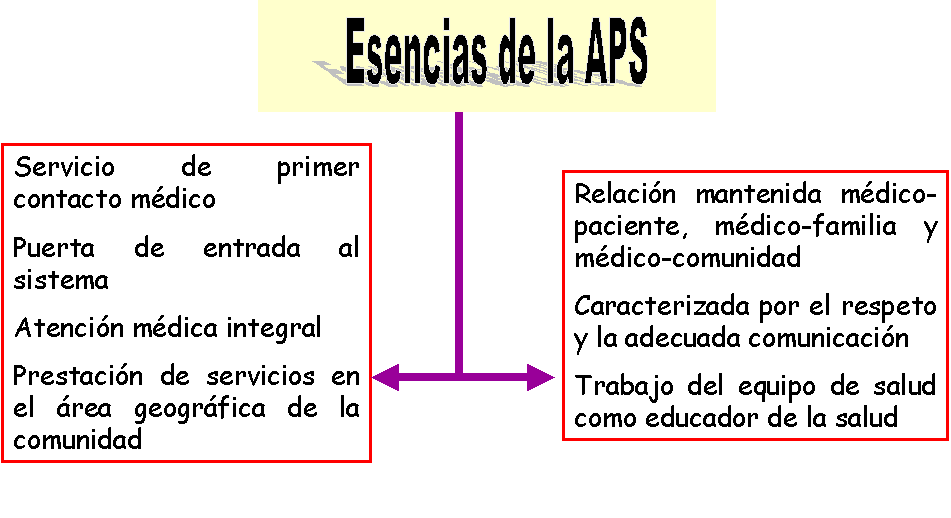 Esencias de la APS
Servicio de primer
contacto médico
Puerta de entrada al
sistema
Atención médica integral
Prestación de servicios en
el área geográfica de la
comunidad
Relación mantenida médico-
paciente, médico-familia y
médico-comunidad
Caracterizada por el respeto
y la adecuada comunicación
Trabajo del equipo de salud
como educador de la salud